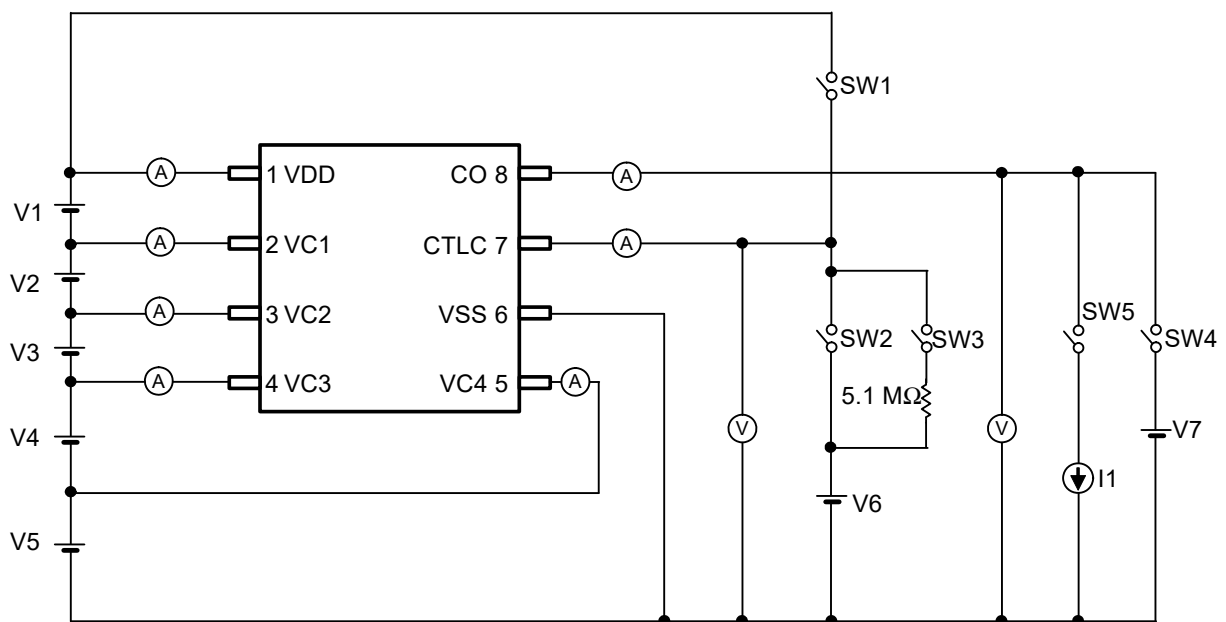 SW1
A
1 VDD
CO 8
A
V1
A
2 VC1
CTLC 7
A
V2
A
3 VC2
VSS 6
SW2
SW3
SW5
SW4
V3
A
4 VC3
VC4 5
A
5.1 MΩ
V4
V
V
V7
I1
V6
V5